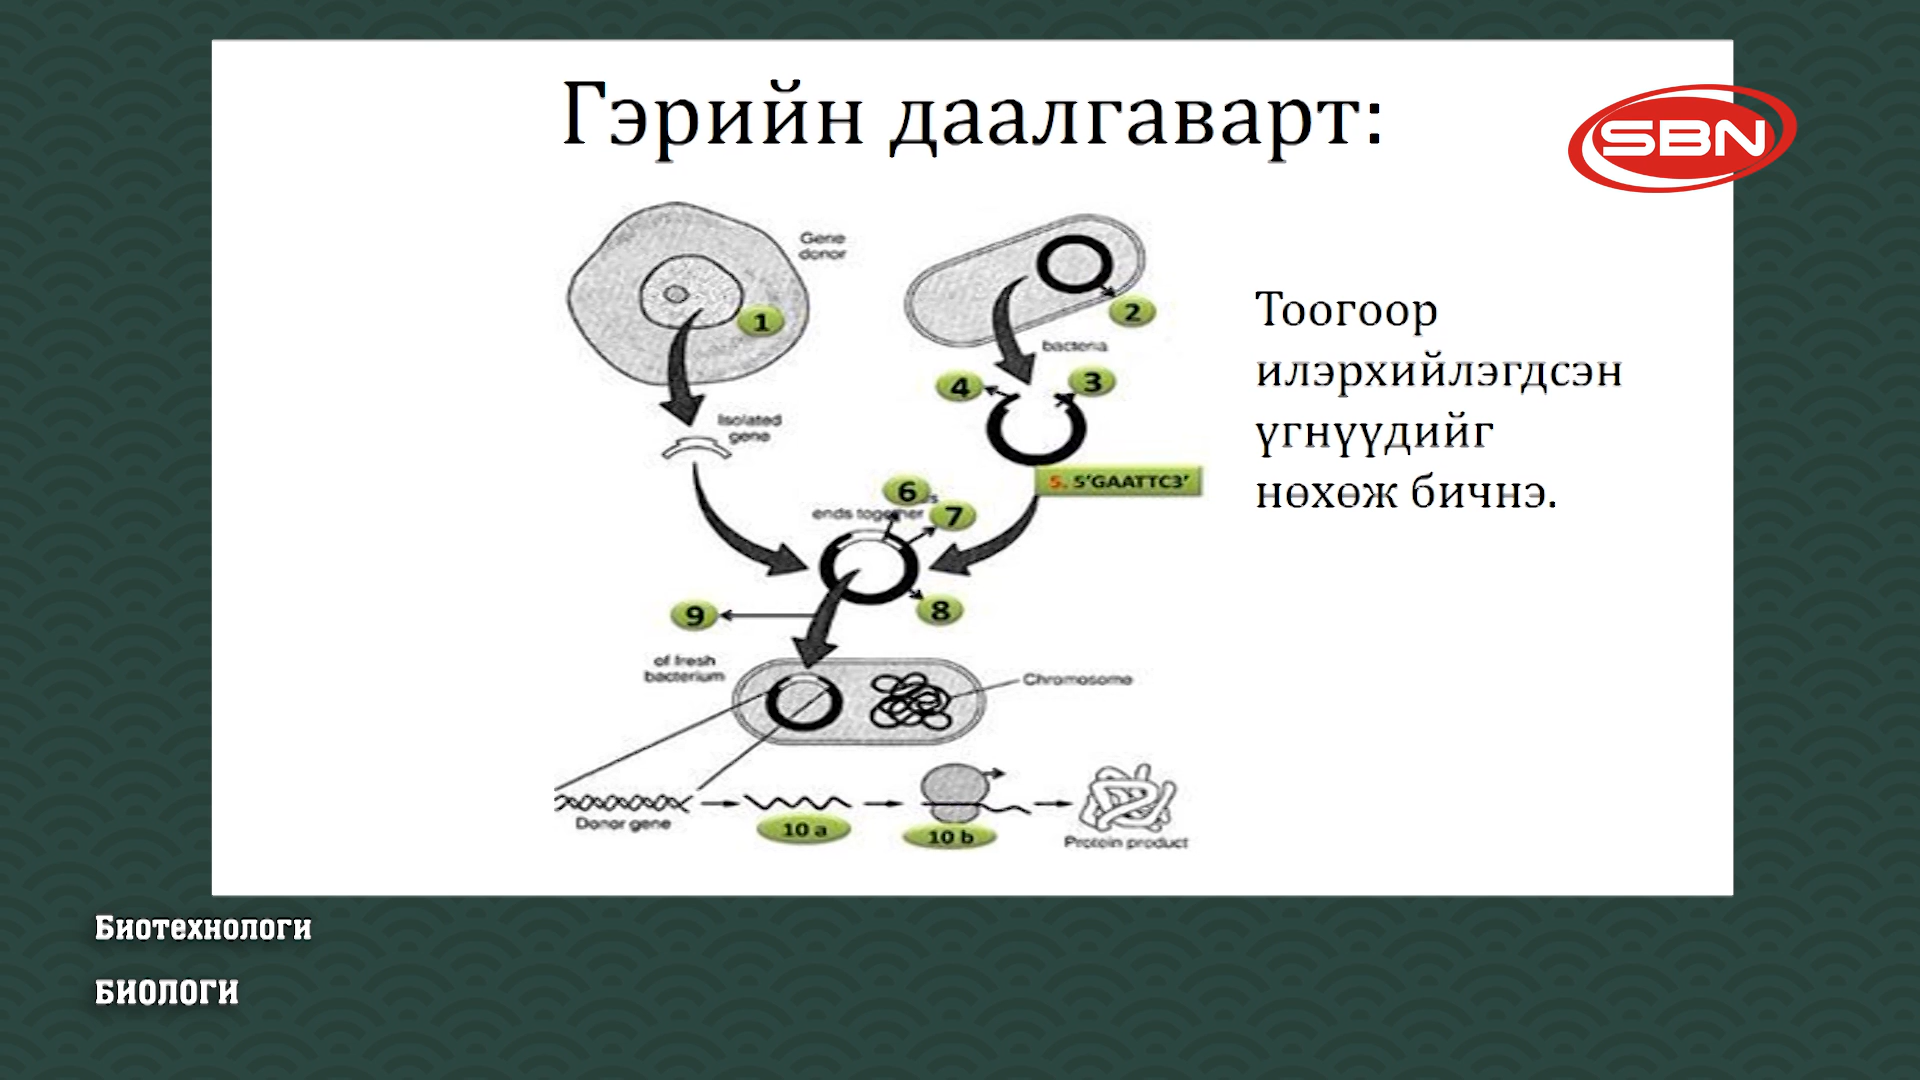 Гэрийн даалгаварт:
SBN
Gene
donor
1
2
bacteria
4
3
Isolated
gene
5. 5'GAATTC3'
6
ends together
7
8
9
of fresh
bacterium
Chromosome
Donor gene
10 a
10 b
Protein product
Тоогоор
илэрхийлэгдсэн
үгнүүдийг
нөхөж бичнэ.
Биотехнологи
БИОЛОГИ